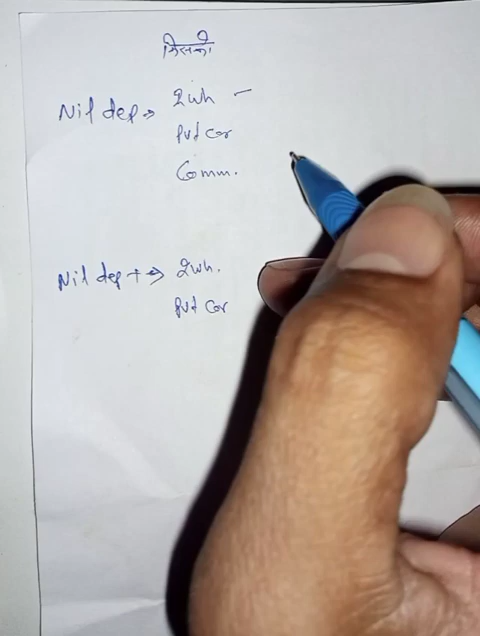 किसको
Nil dep → 2wh -
Pvt car
Comm.
Nil dep + → 2wh.
Pvt car